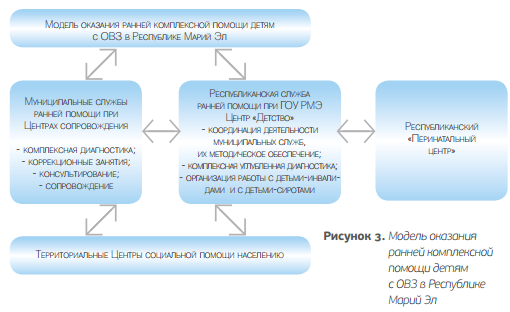 Модель оказания ранней комплексной помощи детям
с ОВЗ в Республике Марий Эл
Муниципальные службы
ранней помощи при
Центрах сопровождения
- комплексная диагностика;
- коррекционные занятия;
- консультирование;
- сопровождение
Республиканская служба
ранней помощи при ГОУ РМЭ
Центр «Детство»
- координация деятельности
муниципальных служб,
их методическое обеспечение;
- комплексная углубленная диагностика;
- организация работы с детьми-инвали-
дами и с детьми-сиротами
Республиканский
«Перинатальный
центр»
Территориальные Центры социальной помощи населению
Рисунок 3. Модель оказания
ранней комплексной
помощи детям
с ОВЗ в Республике
Марий Эл